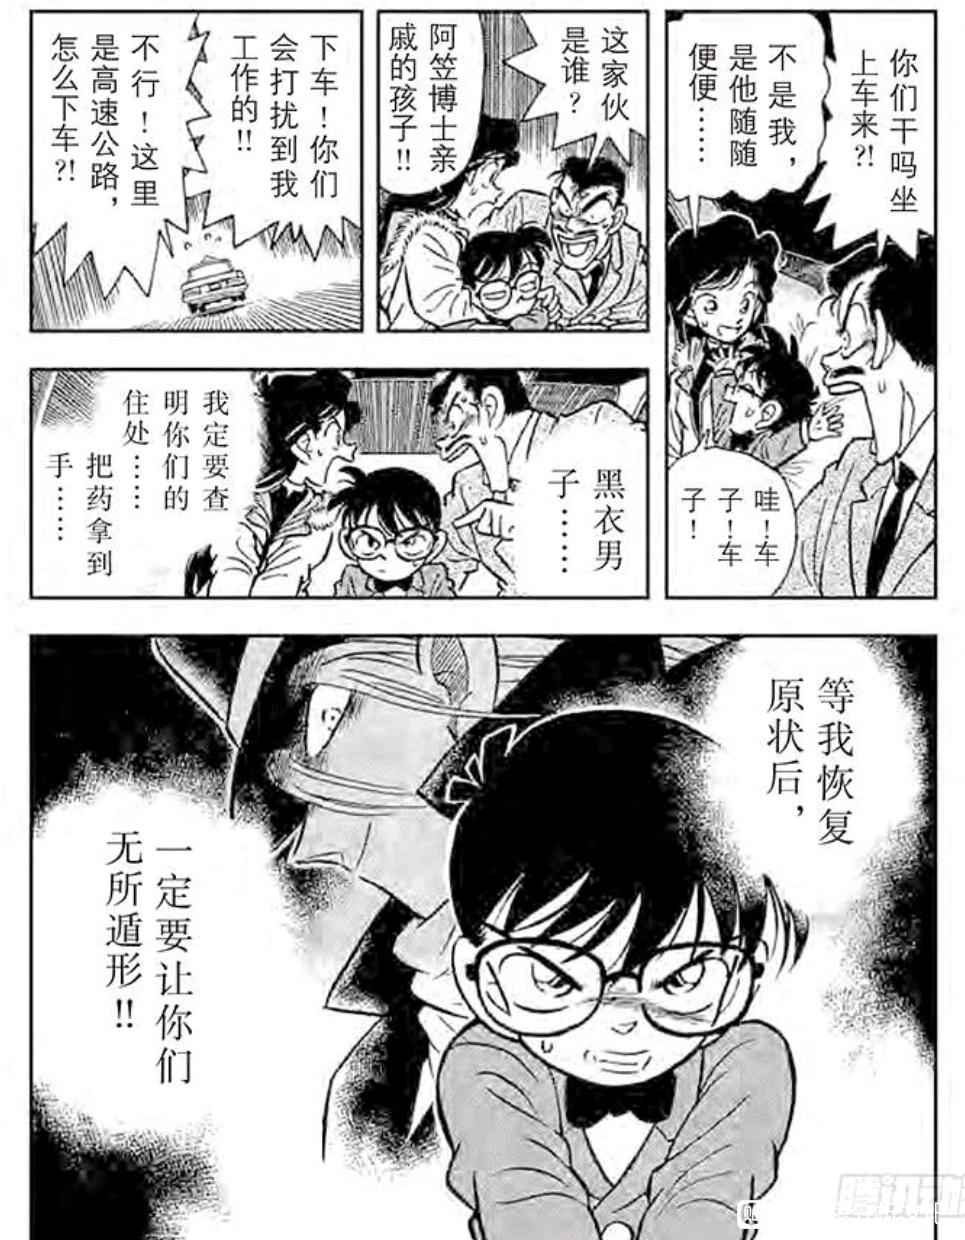 你们干吗坐
上车来?!
不是我，
是他随随
便便……
哇！车
子！车
子！
这家伙
是谁？
阿笠博士亲
戚的孩子!!
下车！你们
会打扰到我
工作的!!
不行！这里
是高速公路，
怎么下车?!
黑衣男
子……
我定要查
明你们的
住处……
把药拿到
手……
等我恢复
原状后，
一定要让你们
无所遁形!!
腾讯动漫